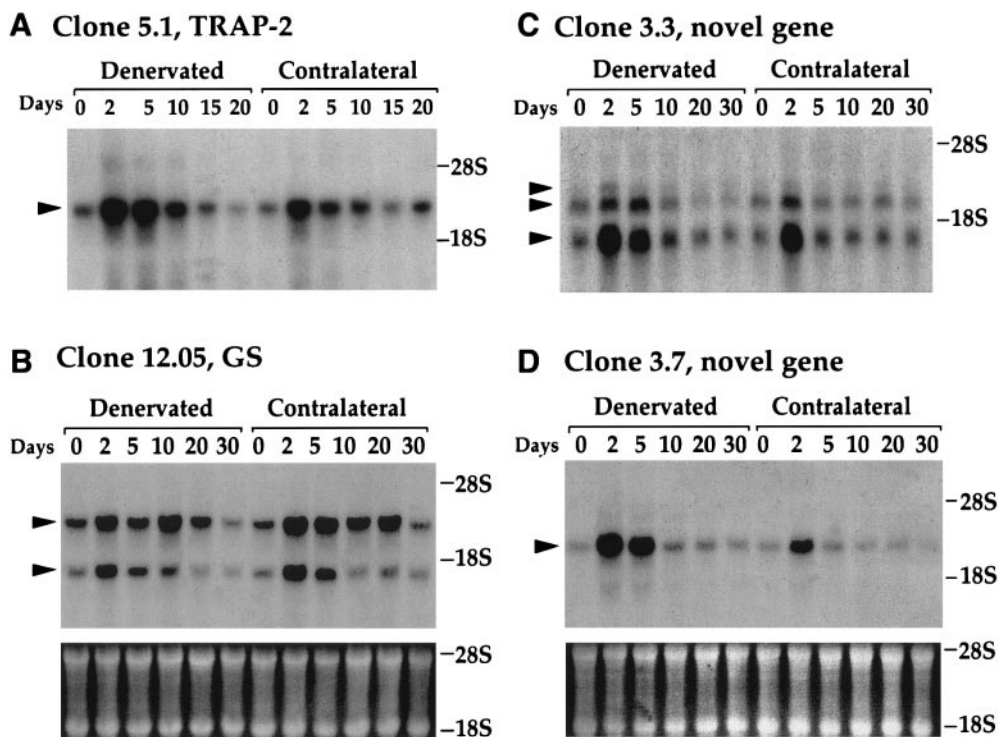 A Clone 5.1, TRAP-2
Denervated Contralateral
Days 0 2 5 10 15 20 0 2 5 10 15 20
-28S
-18S
B Clone 12.05, GS
Denervated Contralateral
Days 0 2 5 10 20 30 0 2 5 10 20 30
-28S
-18S
-28S
-18S
C Clone 3.3, novel gene
Denervated Contralateral
Days 0 2 5 10 20 30 0 2 5 10 20 30
-28S
-18S
D Clone 3.7, novel gene
Denervated Contralateral
Days 0 2 5 10 20 30 0 2 5 10 20 30
-28S
-18S
-28S
-18S